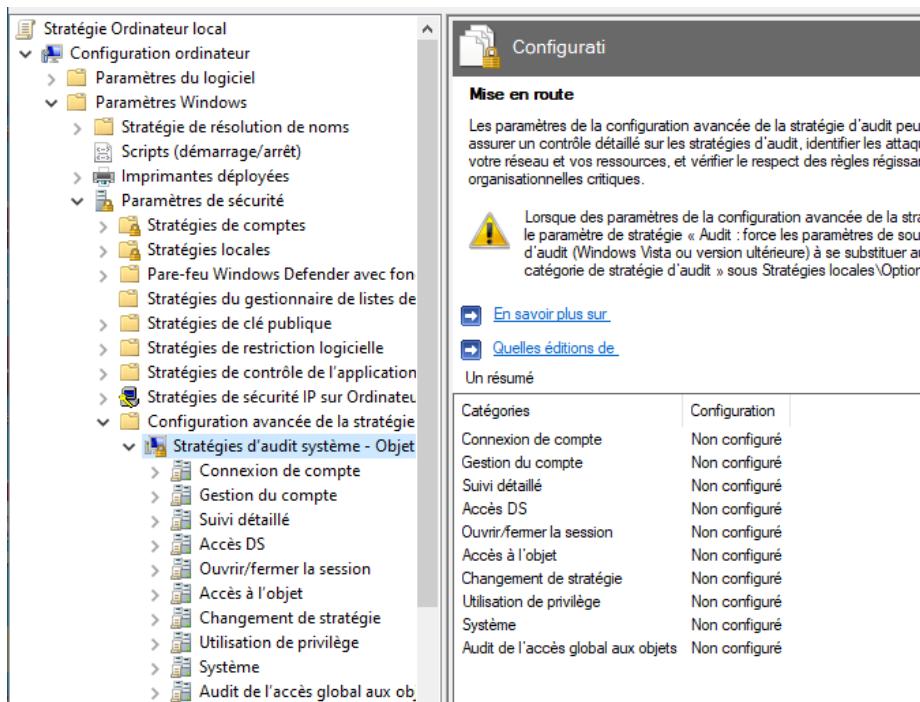 Stratégie Ordinateur local
Configuration ordinateur
Paramètres du logiciel
Paramètres Windows
Stratégie de résolution de noms
Scripts (démarrage/arrêt)
Imprimantes déployées
Paramètres de sécurité
Stratégies de comptes
Stratégies locales
Pare-feu Windows Defender avec fon
Stratégies du gestionnaire de listes de
Stratégies de clé publique
Stratégies de restriction logicielle
Stratégies de contrôle de l'application
Stratégies de sécurité IP sur Ordinateu
Configuration avancée de la stratégie
Stratégies d'audit système - Objet
Connexion de compte
Gestion du compte
Suivi détaillé
Accès DS
Ouvrir/fermer la session
Accès à l'objet
Changement de stratégie
Utilisation de privilège
Système
Audit de l'accès global aux obj
Configurati
Mise en route
Les paramètres de la configuration avancée de la stratégie d'audit peu
assurer un contrôle détaillé sur les stratégies d'audit, identifier les attaqu
votre réseau et vos ressources, et vérifier le respect des règles régissan
organisationnelles critiques.
Lorsque des paramètres de la configuration avancée de la stra
le paramètre de stratégie « Audit : force les paramètres de sou
d'audit (Windows Vista ou version ultérieure) à se substituer au
catégorie de stratégie d'audit » sous Stratégies locales\Option
En savoir plus sur
Quelles éditions de
Un résumé
Catégories Configuration
Connexion de compte Non configuré
Gestion du compte Non configuré
Suivi détaillé Non configuré
Accès DS Non configuré
Ouvrir/fermer la session Non configuré
Accès à l'objet Non configuré
Changement de stratégie Non configuré
Utilisation de privilège Non configuré
Système Non configuré
Audit de l'accès global aux objets Non configuré